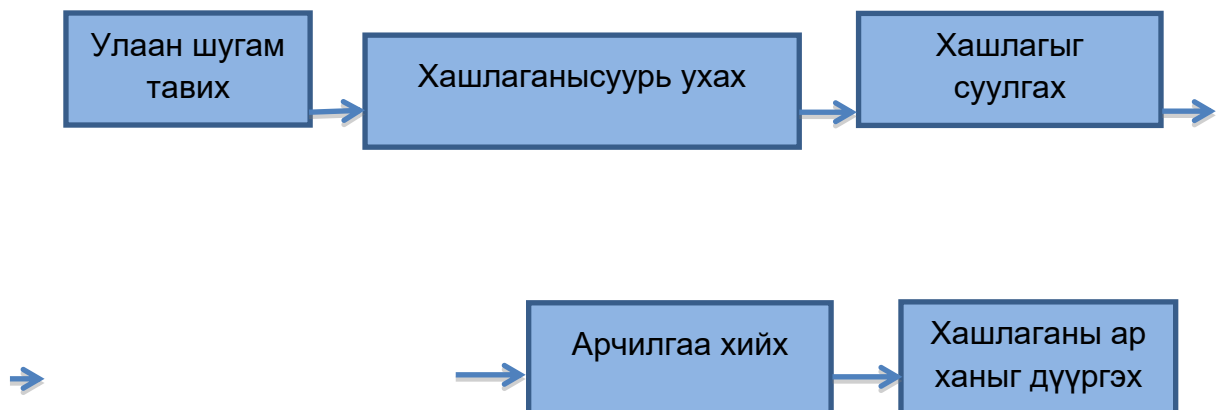 Улаан шугам
тавих
Хашлаганысуурь ухах
Хашлагыг
суулгах
Арчилгаа хийх
Хашлаганы ар
ханыг дүүргэх